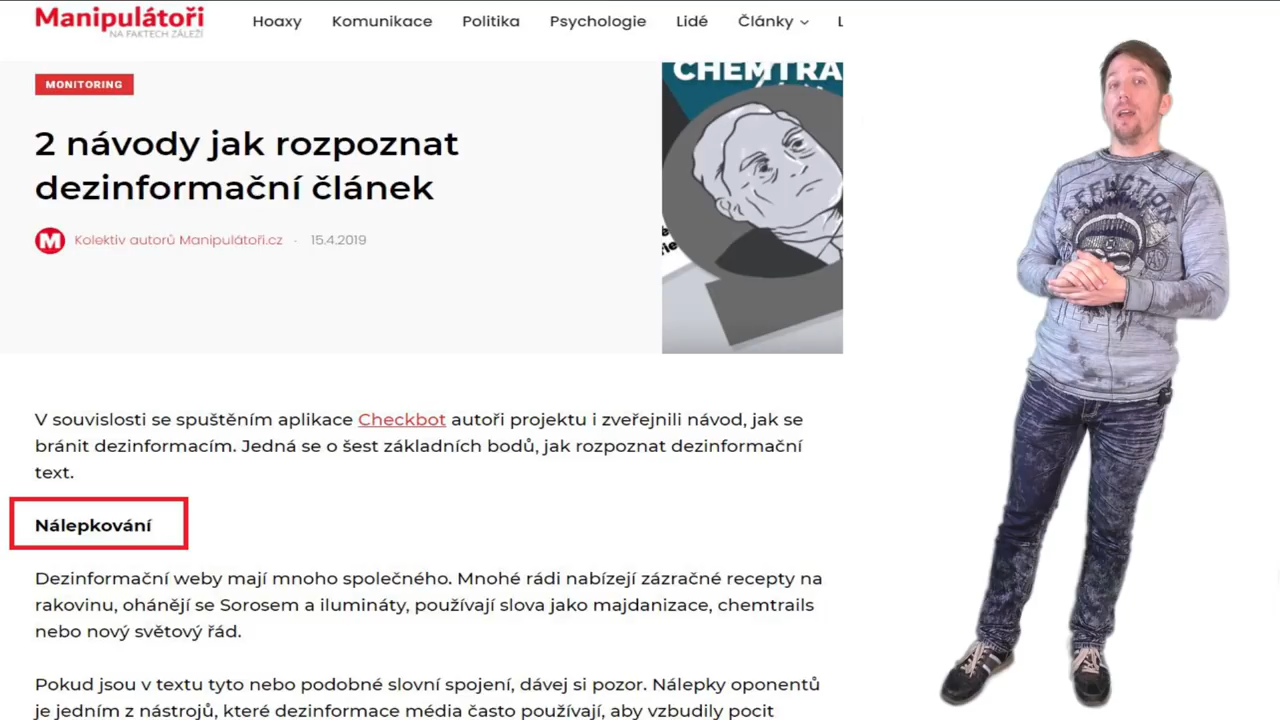 Manipulátoři
NA FAKTECH ZÁLEŽÍ
Hoaxy Komunikace Politika Psychologie Lidé Články
MONITORING
2 návody jak rozpoznat
dezinformační článek
M Kolektiv autorů Manipulátoři.cz · 15.4.2019
CHEMTRA
AFFLICTION
V souvislosti se spuštěním aplikace Checkbot autoři projektu i zveřejnili návod, jak se
bránit dezinformacím. Jedná se o šest základních bodů, jak rozpoznat dezinformační
text.
Nálepkování
Dezinformační weby mají mnoho společného. Mnohé rádi nabízejí zázračné recepty na
rakovinu, ohánějí se Sorosem a ilumináty, používají slova jako majdanizace, chemtrails
nebo nový světový řád.
Pokud jsou v textu tyto nebo podobné slovní spojení, dávej si pozor. Nálepky oponentů
je jedním z nástrojů, které dezinformace média často používají, aby vzbudily pocit